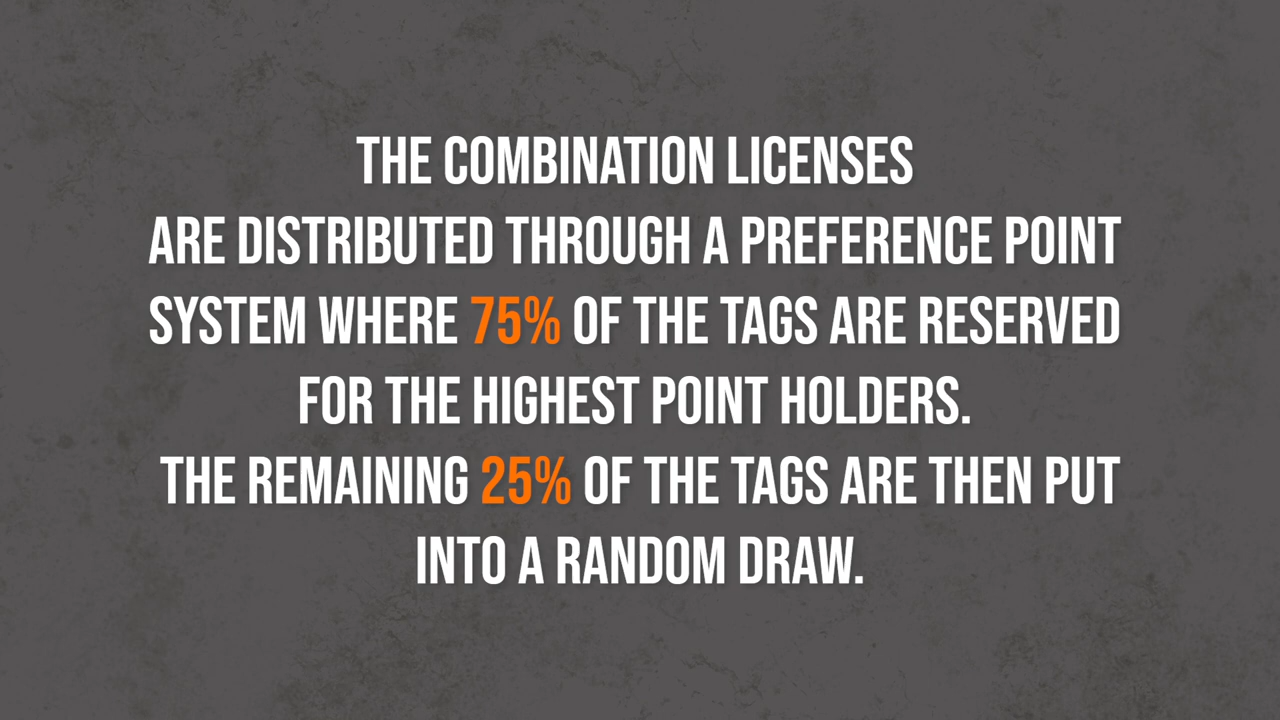 THE COMBINATION LICENSES
ARE DISTRIBUTED THROUGH A PREFERENCE POINT
SYSTEM WHERE 75% OF THE TAGS ARE RESERVED
FOR THE HIGHEST POINT HOLDERS.
THE REMAINING 25% OF THE TAGS ARE THEN PUT
INTO A RANDOM DRAW.